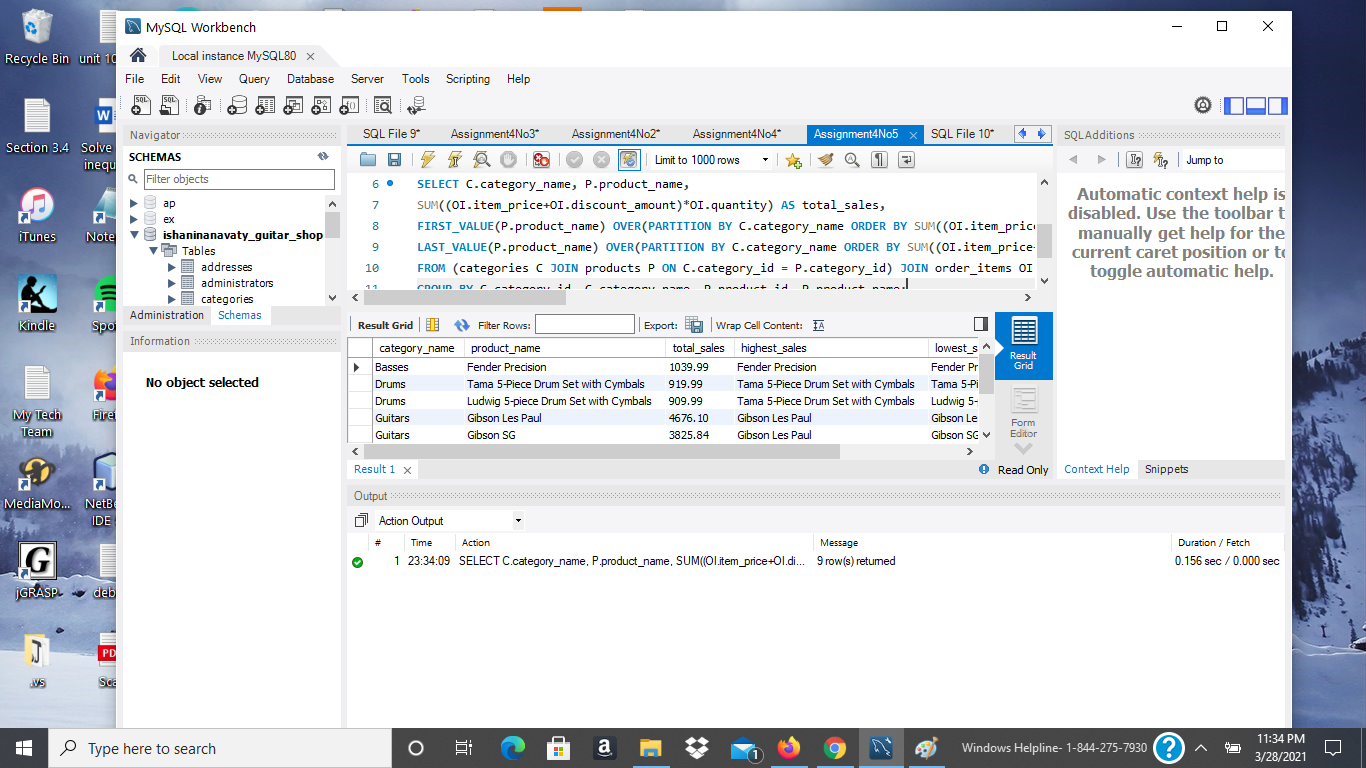 MySQL Workbench
Local instance MySQL80
File Edit View Query Database Server Tools Scripting Help
Navigator
SCHEMAS
Filter objects
ap
ex
ishaninanavaty_guitar_shop
Tables
addresses
administrators
categories
Administration Schemas
Information
No object selected
SQL File 9* Assignment4No3* Assignment4No2* Assignment4No4* Assignment4No5 SQL File 10*
Limit to 1000 rows
6 SELECT C.category_name, P.product_name,
7 SUM((OI.item_price+OI.discount_amount)*OI.quantity) AS total_sales,
8 FIRST_VALUE(P.product_name) OVER(PARTITION BY C.category_name ORDER BY SUM((OI.item_price
9 LAST_VALUE(P.product_name) OVER(PARTITION BY C.category_name ORDER BY SUM((OI.item_price-
10 FROM (categories C JOIN products P ON C.category_id = P.category_id) JOIN order_items OI
11 GROUP BY C.category_id, C.category_name, P.product_id, P.product_name;
Result Grid Filter Rows: Export: Wrap Cell Content: IA
category_name product_name total_sales highest_sales lowest_s
Basses Fender Precision 1039.99 Fender Precision Fender Pr
Drums Tama 5-Piece Drum Set with Cymbals 919.99 Tama 5-Piece Drum Set with Cymbals Tama 5-Pi
Drums Ludwig 5-piece Drum Set with Cymbals 909.99 Tama 5-Piece Drum Set with Cymbals Ludwig 5-
Guitars Gibson Les Paul 4676.10 Gibson Les Paul Gibson Le
Guitars Gibson SG 3825.84 Gibson Les Paul Gibson SG
Result
Grid
Form
Editor
Result 1
Read Only
Output
Action Output
# Time Action Message Duration / Fetch
1 23:34:09 SELECT C.category_name, P.product_name, SUM((OI.item_price+OI.di... 9 row(s) returned 0.156 sec / 0.000 sec
SQLAdditions
Jump to
Automatic context help is
disabled. Use the toolbar t
manually get help for the
current caret position or to
toggle automatic help.
Context Help Snippets
Recycle Bin
unit 10
Section 3.4
Solve
inequ
iTunes
Note
Kindle
Spot
My Tech
Team
Firef
MediaMo...
NetBe
IDE
jGRASP
deb
.vs
PDF
Sca
Type here to search
1
Windows Helpline- 1-844-275-7930
11:34 PM
3/28/2021